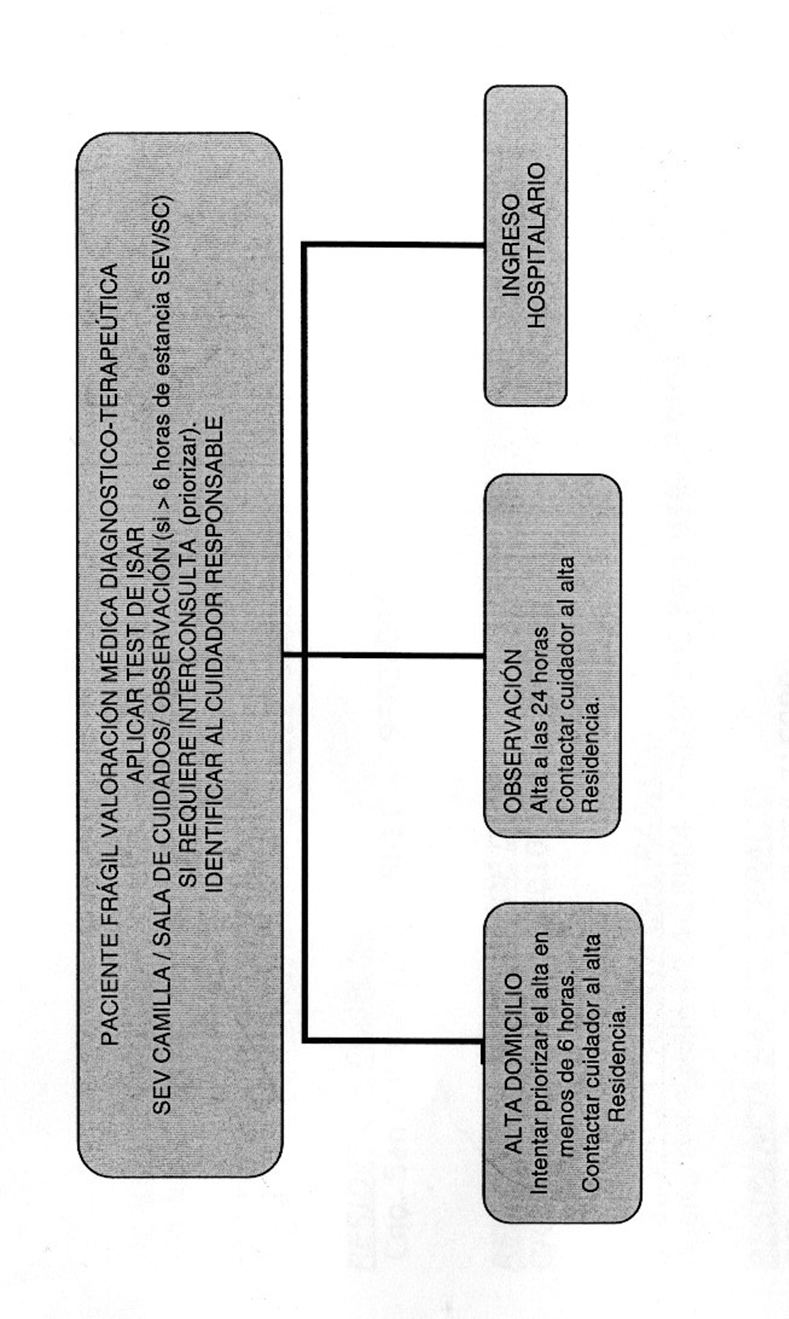 PACIENTE FRÁGIL VALORACIÓN MÉDICA DIAGNOSTICO-TERAPEÚTICA
APLICAR TEST DE ISAR
SEV CAMILLA / SALA DE CUIDADOS/ OBSERVACIÓN (si > 6 horas de estancia SEV/SC)
SI REQUIERE INTERCONSULTA (priorizar).
IDENTIFICAR AL CUIDADOR RESPONSABLE
ALTA DOMICILIO
Intentar priorizar el alta en
menos de 6 horas.
Contactar cuidador al alta
Residencia.
OBSERVACIÓN
Alta a las 24 horas
Contactar cuidador al alta
Residencia.
INGRESO
HOSPITALARIO